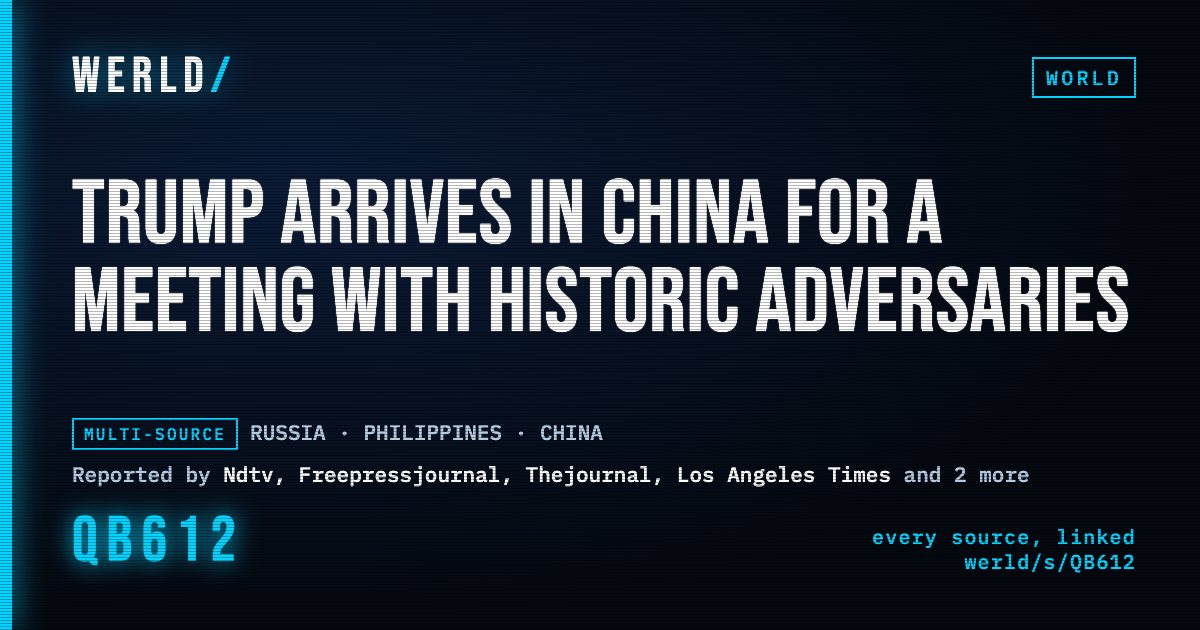 WERLD/
WORLD
TRUMP ARRIVES IN CHINA FOR A
MEETING WITH HISTORIC ADVERSARIES
MULTI-SOURCE RUSSIA · PHILIPPINES · CHINA
Reported by Ndtv, Freepressjournal, Thejournal, Los Angeles Times and 2 more
QB612
every source, linked
werld/s/QB612